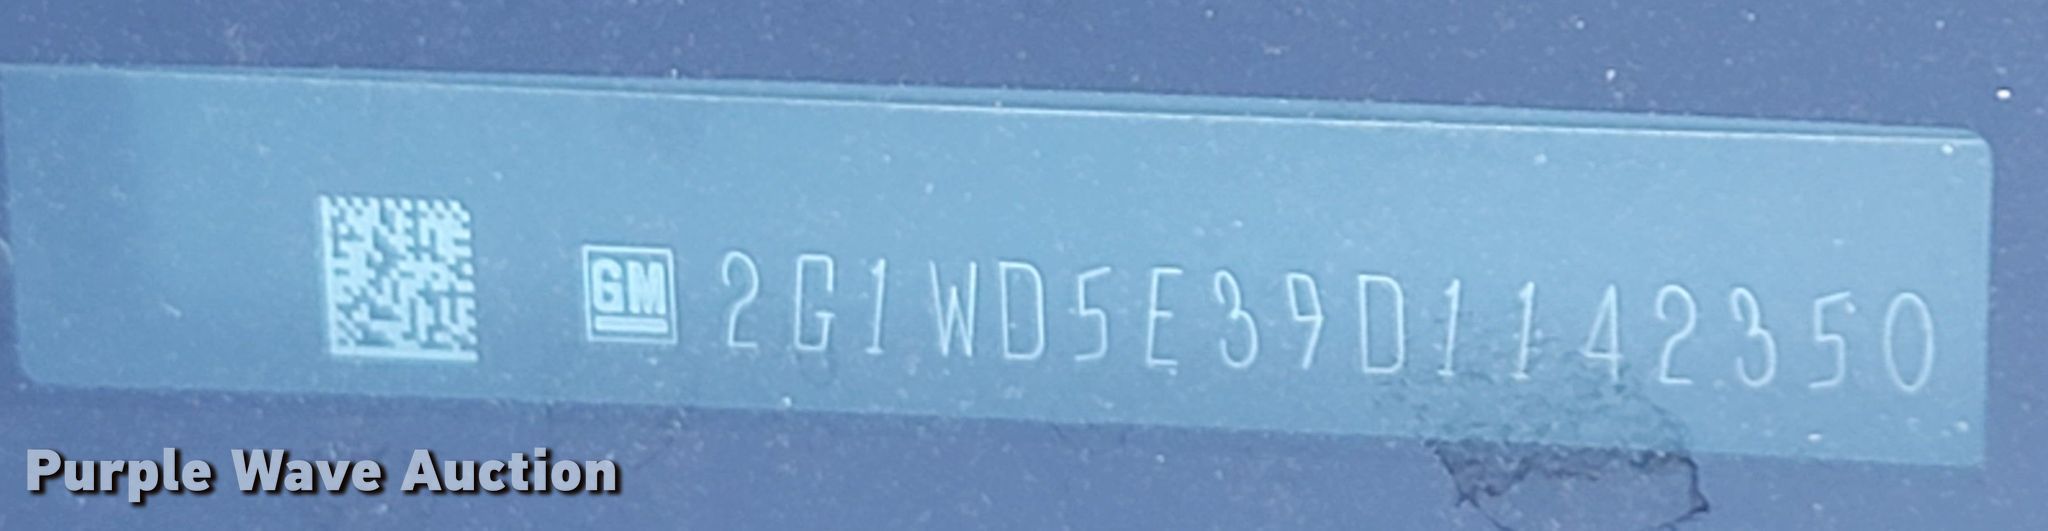 GM 2G1WD5E39D1142350
Purple Wave Auction